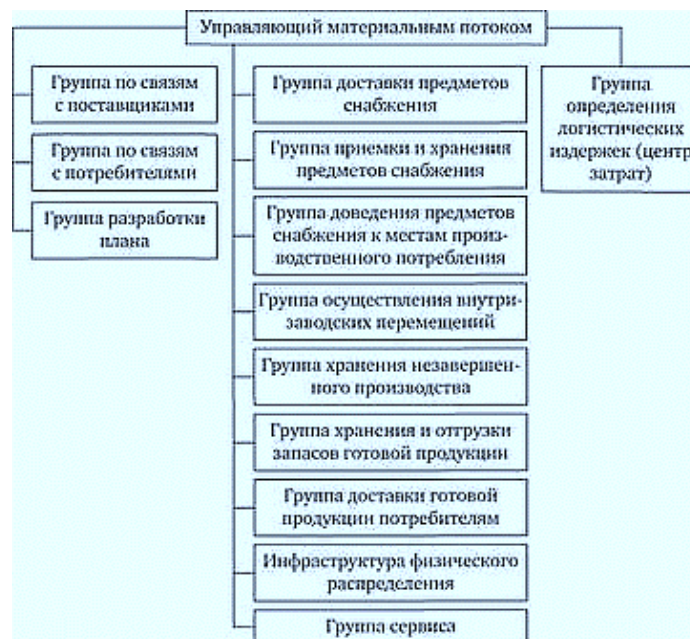 Управляющий материальным потоком
Группа по связям
с поставщиками
Группа по связям
с потребителями
Группа разработки
плана
Группа доставки предметов
снабжения
Группа приемки и хранения
предметов снабжения
Группа доведения предметов
снабжения к местам произ-
водственного потребления
Группа осуществления внутри-
заводских перемещений
Группа хранения незавершен-
ного производства
Группа хранения и отгрузки
запасов готовой продукции
Группа доставки готовой
продукции потребителям
Инфраструктура физического
распределения
Группа сервиса
Группа
определения
логистических
издержек (центр
затрат)